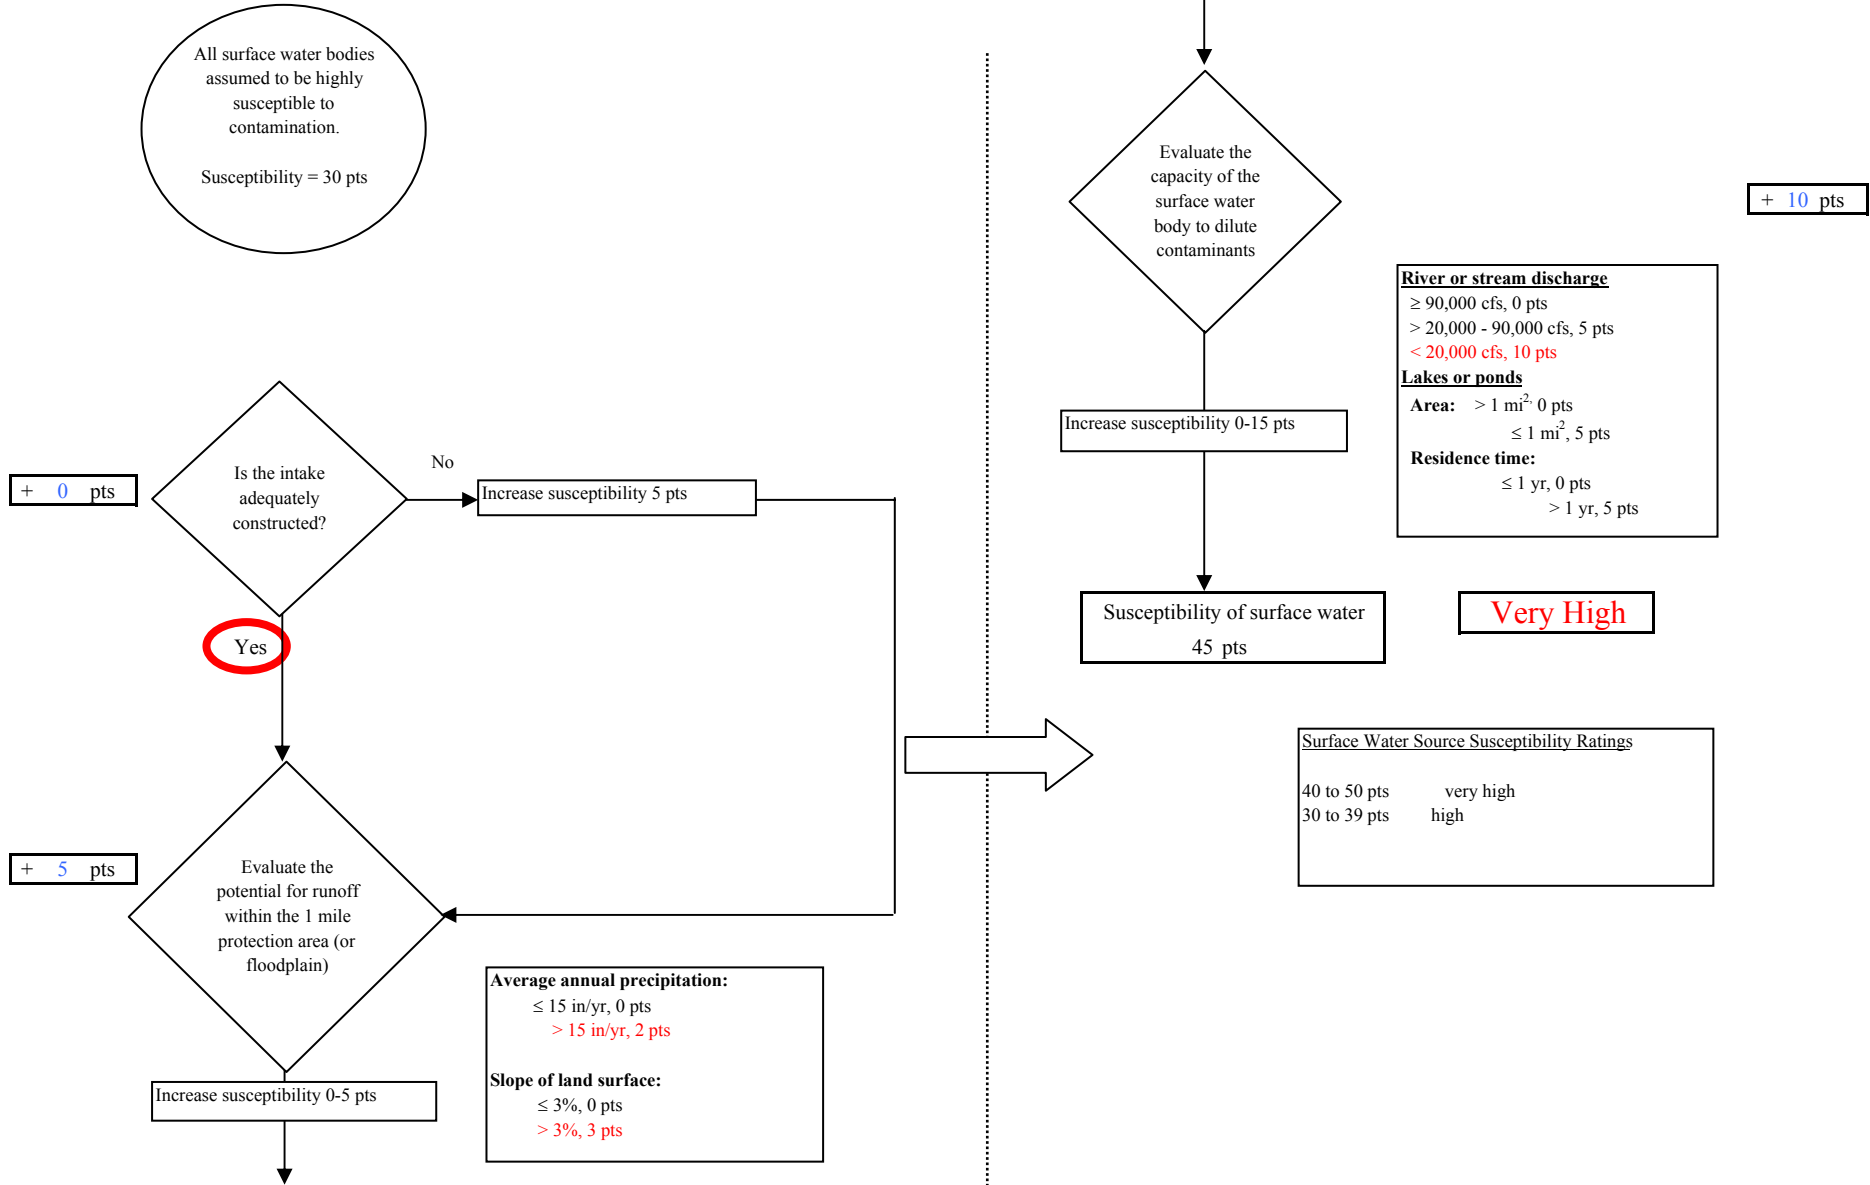 All surface water bodies
assumed to be highly
susceptible to
contamination.
Susceptibility = 30 pts
+ 0 pts
Is the intake
adequately
constructed?
No
Increase susceptibility 5 pts
Yes
+ 5 pts
Evaluate the
potential for runoff
within the 1 mile
protection area (or
floodplain)
Average annual precipitation:
≤ 15 in/yr, 0 pts
> 15 in/yr, 2 pts
Slope of land surface:
≤ 3%, 0 pts
> 3%, 3 pts
Increase susceptibility 0-5 pts
Evaluate the
capacity of the
surface water
body to dilute
contaminants
+ 10 pts
River or stream discharge
≥ 90,000 cfs, 0 pts
> 20,000 - 90,000 cfs, 5 pts
< 20,000 cfs, 10 pts
Lakes or ponds
Area: > 1 mi², 0 pts
≤ 1 mi², 5 pts
Residence time:
≤ 1 yr, 0 pts
> 1 yr, 5 pts
Increase susceptibility 0-15 pts
Susceptibility of surface water
45 pts
Very High
Surface Water Source Susceptibility Ratings
40 to 50 pts very high
30 to 39 pts high